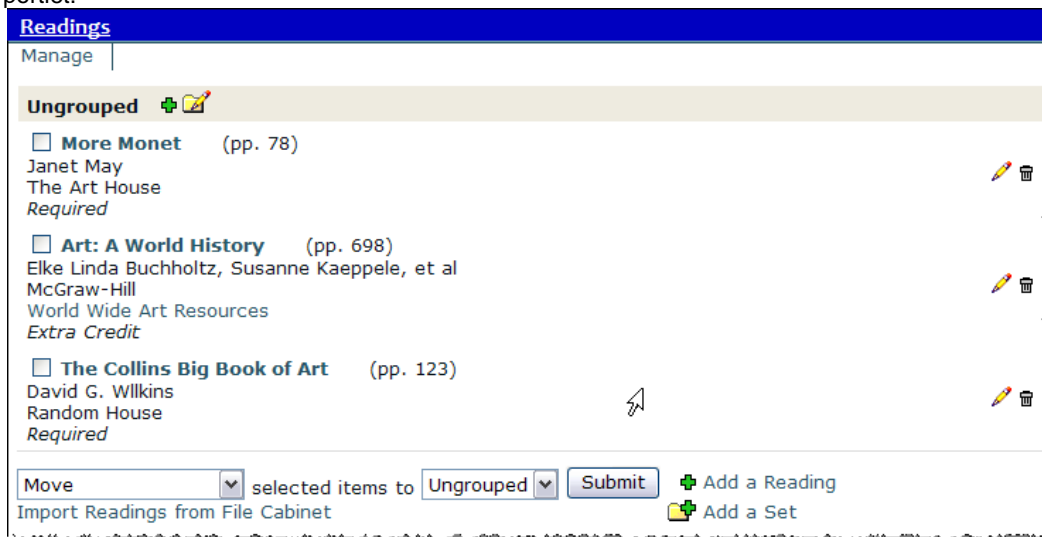 Readings
Manage
Ungrouped
More Monet (pp. 78)
Janet May
The Art House
Required
Art: A World History (pp. 698)
Elke Linda Buchholtz, Susanne Kaeppele, et al
McGraw-Hill
World Wide Art Resources
Extra Credit
The Collins Big Book of Art (pp. 123)
David G. Wllkins
Random House
Required
Move selected items to Ungrouped Submit Add a Reading
Import Readings from File Cabinet Add a Set